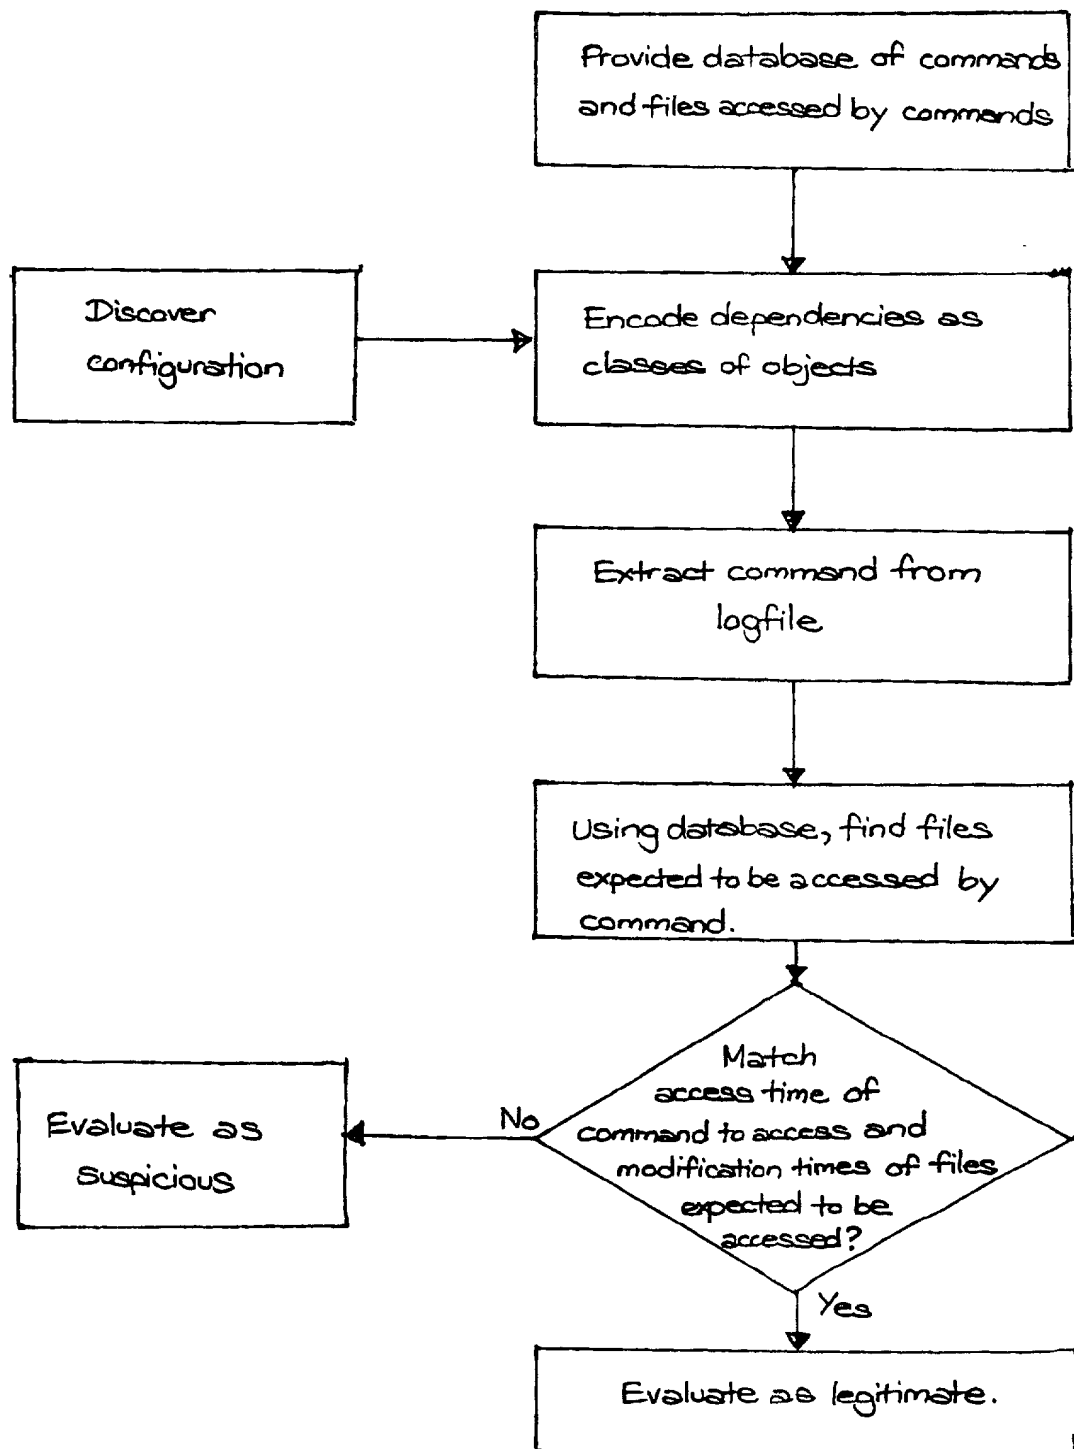 Provide database of commands
and files accessed by commands
Discover
configuration
Encode dependencies as
classes of objects
Extract command from
logfile
Using database, find files
expected to be accessed by
command.
Match
access time of
command to access and
modification times of files
expected to be
accessed?
No
Evaluate as
suspicious
Yes
Evaluate as legitimate.